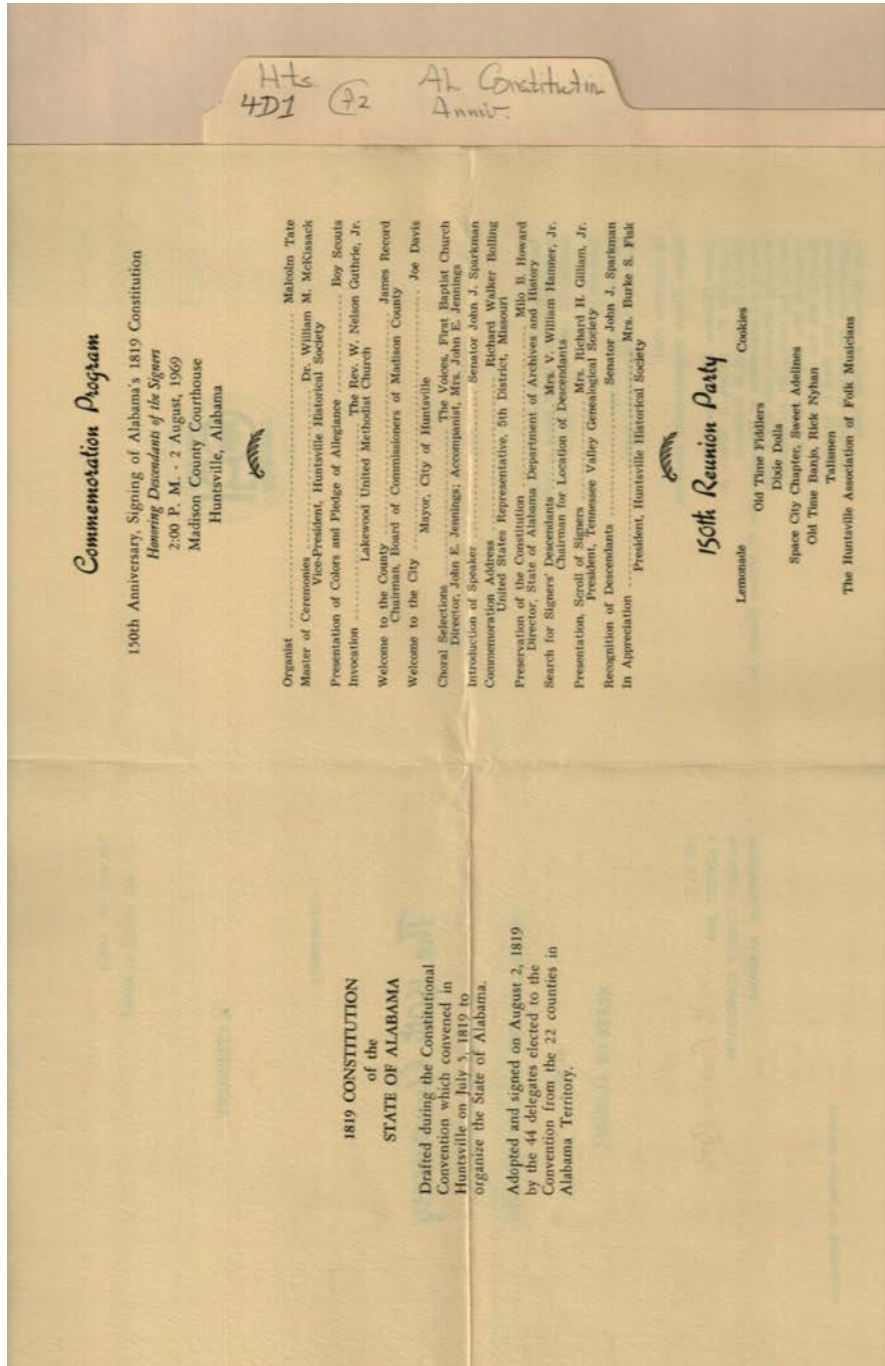 Hts AL Constitutin
4D1 A2 Anniv.
Commemoration Program
150th Anniversary, Signing of Alabama's 1819 Constitution
Honoring Descendants of the Signers
2:00 P. M. - 2 August, 1969
Madison County Courthouse
Huntsville, Alabama
Organist .......... Malcolm Tate
Master of Ceremonies .......... Dr. William M. McKissack
Vice-President, Huntsville Historical Society
Presentation of Colors and Pledge of Allegiance .......... Boy Scouts
Invocation .......... The Rev. W. Nelson Guthrie, Jr.
Lakewood United Methodist Church
Welcome to the County .......... James Record
Chairman, Board of Commissioners of Madison County
Welcome to the City .......... Joe Davis
Mayor, City of Huntsville
Choral Selections .......... The Voices, First Baptist Church
Director, John E. Jennings; Accompanist, Mrs. John E. Jennings
Introduction of Speaker .......... Senator John J. Sparkman
Commemoration Address .......... Richard Walker Bolling
United States Representative, 5th District, Missouri
Preservation of the Constitution .......... Milo B. Howard
Director, State of Alabama Department of Archives and History
Search for Signers' Descendants .......... Mrs. V. William Hamner, Jr.
Chairman for Location of Descendants
Presentation, Scroll of Signers .......... Mrs. Richard H. Gilliam, Jr.
President, Tennessee Valley Genealogical Society
Recognition of Descendants .......... Senator John J. Sparkman
In Appreciation .......... Mrs. Burke S. Fisk
President, Huntsville Historical Society
150th Reunion Party
Lemonade Cookies
Old Time Fiddlers
Dixie Dolls
Space City Chapter, Sweet Adelines
Old Time Banjo, Rick Nyhan
Talismen
The Huntsville Association of Folk Musicians
1819 CONSTITUTION
of the
STATE OF ALABAMA
Drafted during the Constitutional
Convention which convened in
Huntsville on July 5, 1819 to
organize the State of Alabama.
Adopted and signed on August 2, 1819
by the 44 delegates elected to the
Convention from the 22 counties in
Alabama Territory.